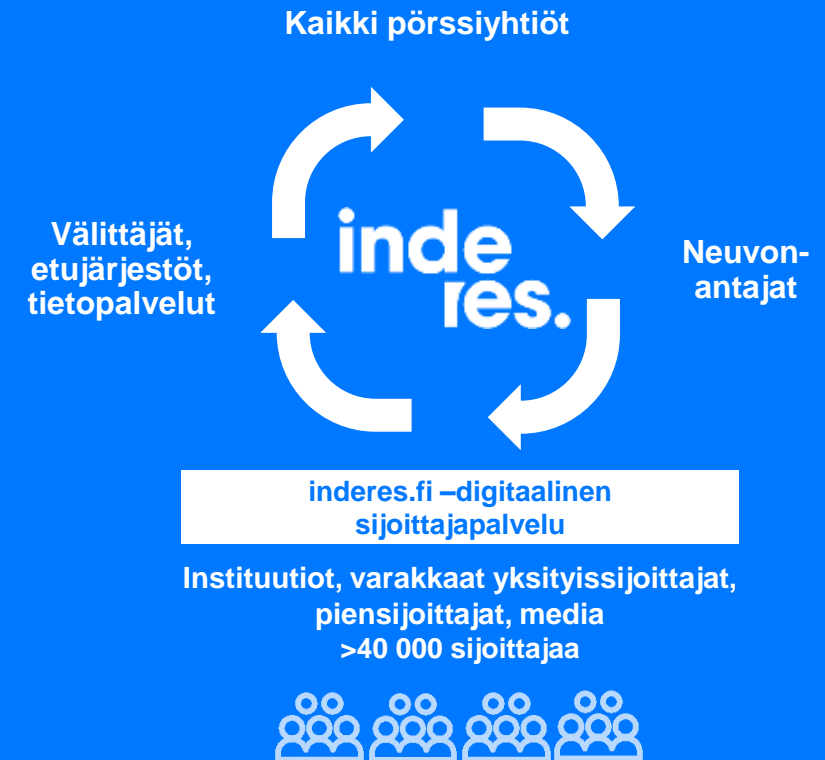 Kaikki pörssiyhtiöt
Välittäjät,
etujärjestöt,
tietopalvelut
inde
res.
Neuvon-
antajat
inderes.fi –digitaalinen
sijoittajapalvelu
Instituutiot, varakkaat yksityissijoittajat,
piensijoittajat, media
>40 000 sijoittajaa